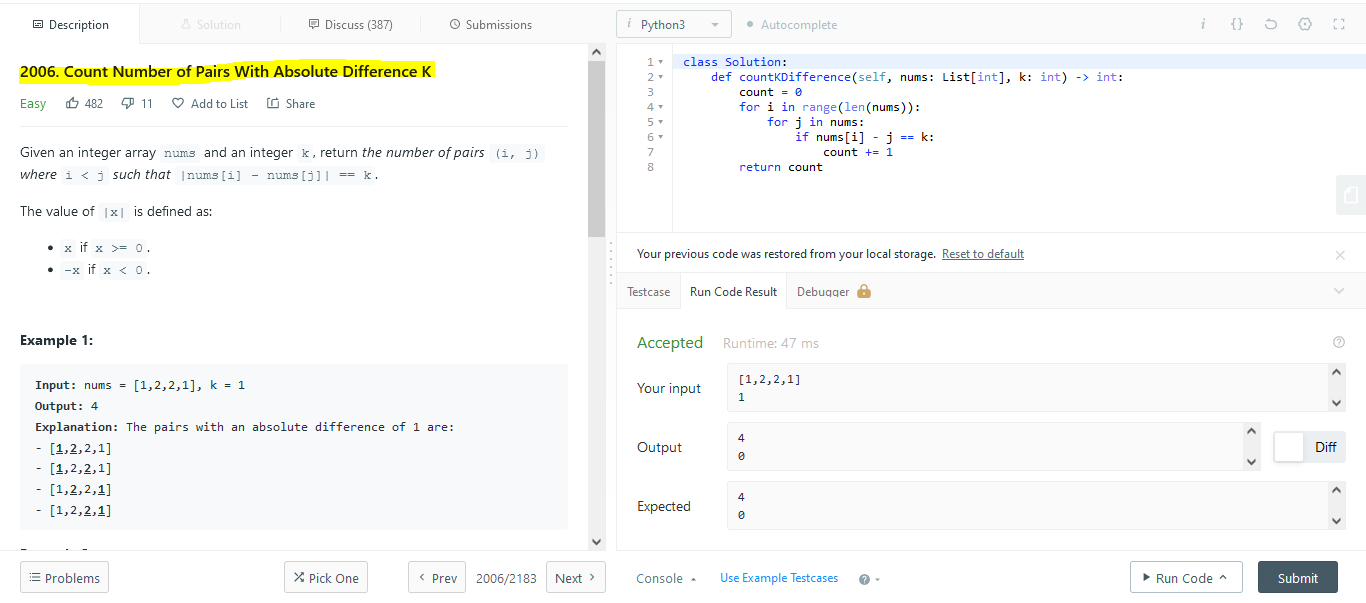 Description
Solution
Discuss (387)
Submissions
i Python3
Autocomplete
i {}
2006. Count Number of Pairs With Absolute Difference K
Easy 482 11 Add to List Share
Given an integer array nums and an integer k, return the number of pairs (i, j)
where i < j such that |nums[i] - nums[j]| == k.
The value of |x| is defined as:
• x if x >= 0.
• -x if x < 0.
Example 1:
Input: nums = [1,2,2,1], k = 1
Output: 4
Explanation: The pairs with an absolute difference of 1 are:
- [1,2,2,1]
- [1,2,2,1]
- [1,2,2,1]
- [1,2,2,1]
Problems
Pick One
Prev
2006/2183
Next
1 class Solution:
2 def countKDifference(self, nums: List[int], k: int) -> int:
3 count = 0
4 for i in range(len(nums)):
5 for j in nums:
6 if nums[i] - j == k:
7 count += 1
8 return count
Your previous code was restored from your local storage. Reset to default
Testcase
Run Code Result
Debugger
Accepted Runtime: 47 ms
Your input
[1,2,2,1]
1
Output
4
0
Diff
Expected
4
0
Console
Use Example Testcases
?
Run Code
Submit